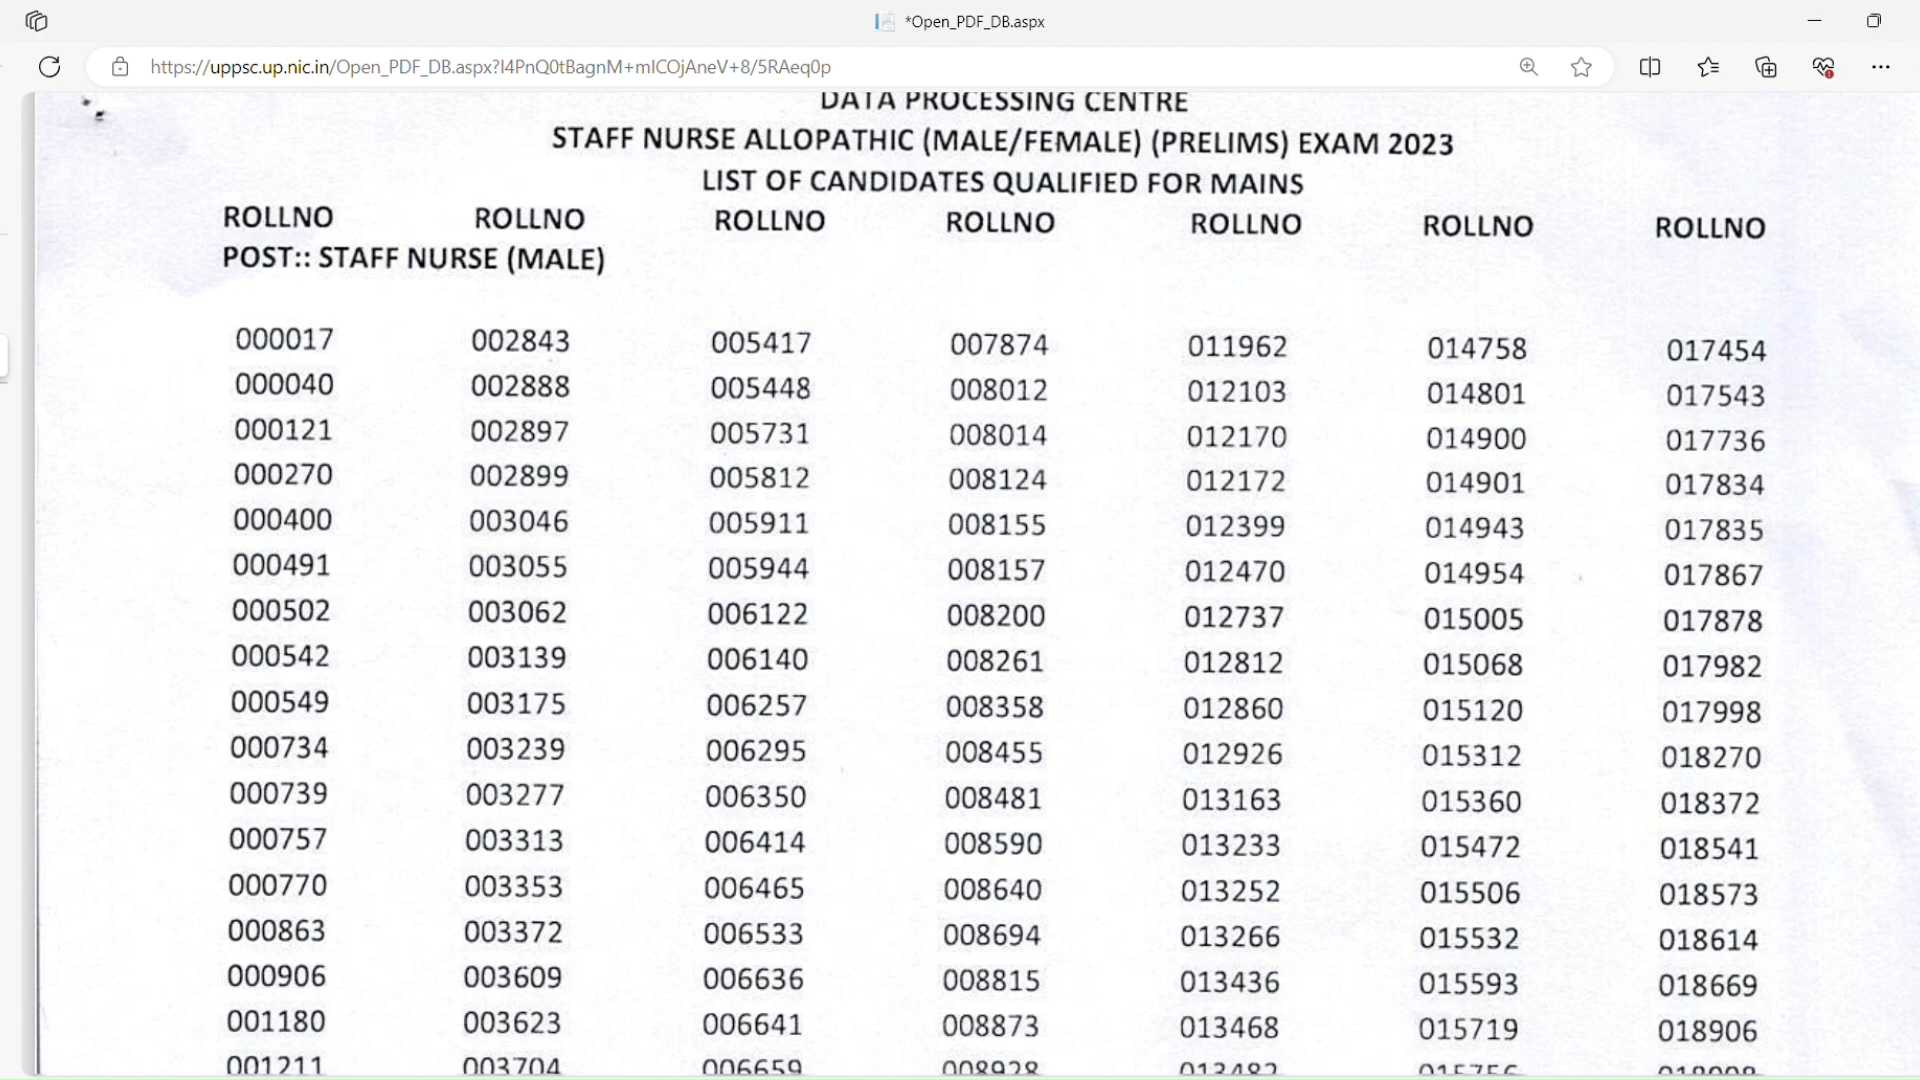 *Open_PDF_DB.aspx
https://uppsc.up.nic.in/Open_PDF_DB.aspx?I4PnQ0tBagnM+mICOjAneV+8/5RAeq0p
DATA PROCESSING CENTRE
STAFF NURSE ALLOPATHIC (MALE/FEMALE) (PRELIMS) EXAM 2023
LIST OF CANDIDATES QUALIFIED FOR MAINS
ROLLNO ROLLNO ROLLNO ROLLNO ROLLNO ROLLNO ROLLNO
POST:: STAFF NURSE (MALE)
000017 002843 005417 007874 011962 014758 017454
000040 002888 005448 008012 012103 014801 017543
000121 002897 005731 008014 012170 014900 017736
000270 002899 005812 008124 012172 014901 017834
000400 003046 005911 008155 012399 014943 017835
000491 003055 005944 008157 012470 014954 017867
000502 003062 006122 008200 012737 015005 017878
000542 003139 006140 008261 012812 015068 017982
000549 003175 006257 008358 012860 015120 017998
000734 003239 006295 008455 012926 015312 018270
000739 003277 006350 008481 013163 015360 018372
000757 003313 006414 008590 013233 015472 018541
000770 003353 006465 008640 013252 015506 018573
000863 003372 006533 008694 013266 015532 018614
000906 003609 006636 008815 013436 015593 018669
001180 003623 006641 008873 013468 015719 018906
001211 003704 006659 008928 013482